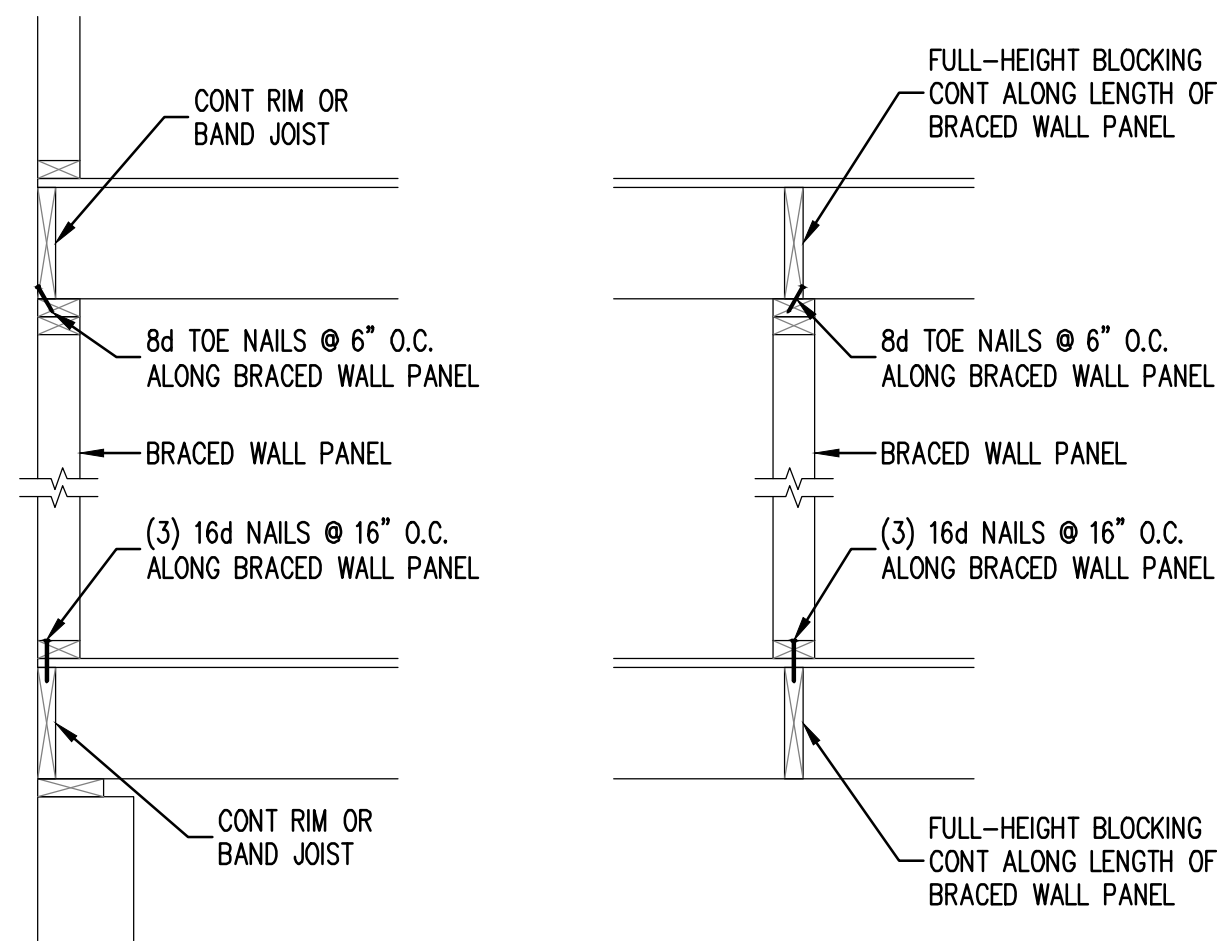 CONT RIM OR
BAND JOIST
8d TOE NAILS @ 6" O.C.
ALONG BRACED WALL PANEL
BRACED WALL PANEL
(3) 16d NAILS @ 16" O.C.
ALONG BRACED WALL PANEL
CONT RIM OR
BAND JOIST
FULL-HEIGHT BLOCKING
CONT ALONG LENGTH OF
BRACED WALL PANEL
8d TOE NAILS @ 6" O.C.
ALONG BRACED WALL PANEL
BRACED WALL PANEL
(3) 16d NAILS @ 16" O.C.
ALONG BRACED WALL PANEL
FULL-HEIGHT BLOCKING
CONT ALONG LENGTH OF
BRACED WALL PANEL